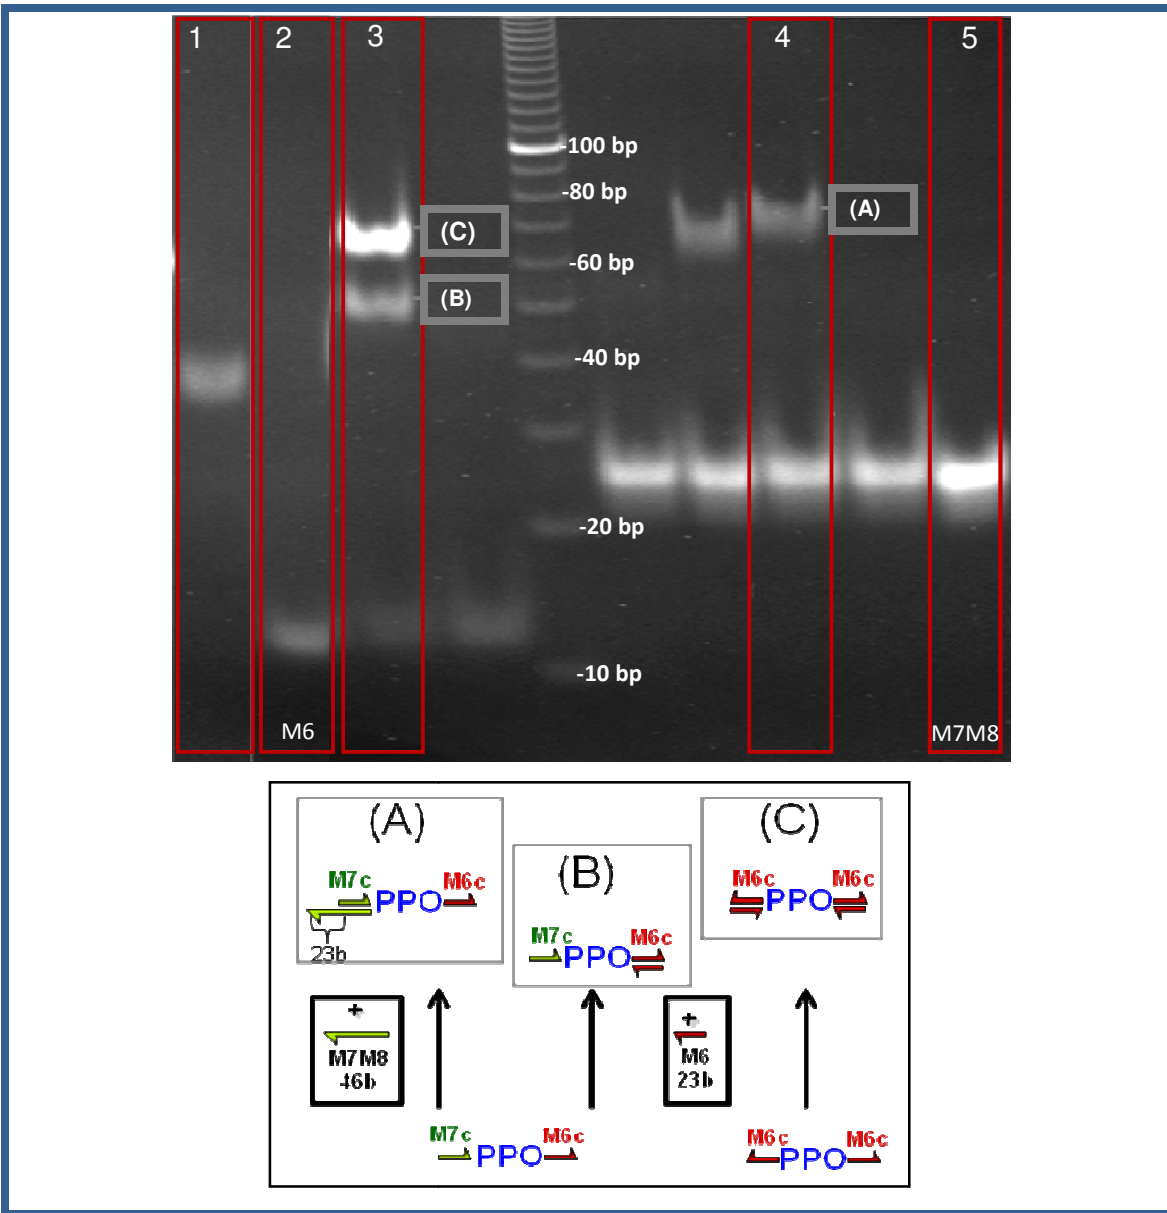 1 2 3 4 5
-100 bp
-80 bp
(A)
(C)
-60 bp
(B)
-40 bp
-20 bp
-10 bp
M6
M7M8
(A)
(C)
(B)
M7c
M6c
PPO
23b
M7c
M6c
PPO
M6c
M6c
PPO
+
M7M8
46b
+
M6
23b
M7c
M6c
PPO
M6c
M6c
PPO